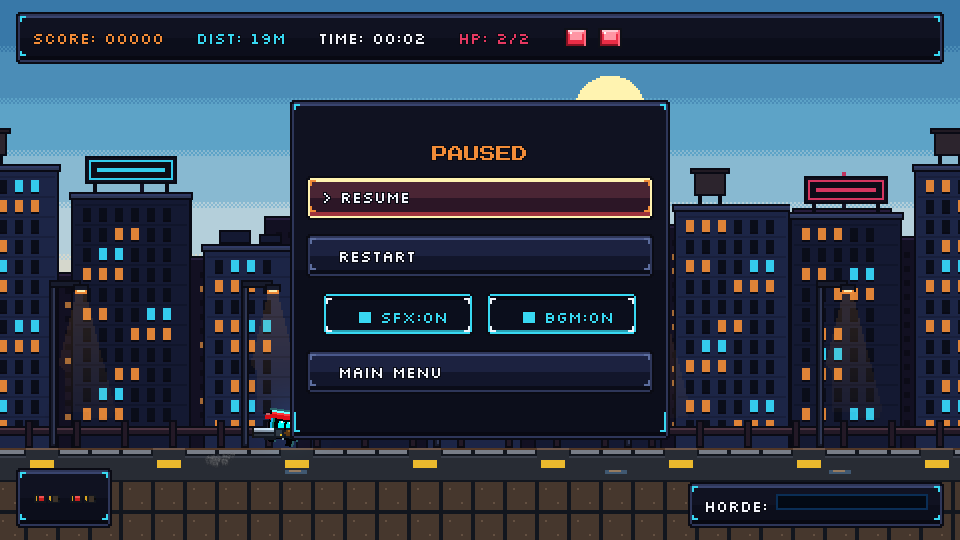 SCORE: 00000 DIST: 19M TIME: 00:02 HP: 2/2
PAUSED
> RESUME
RESTART
SFX:ON BGM:ON
MAIN MENU
HORDE: